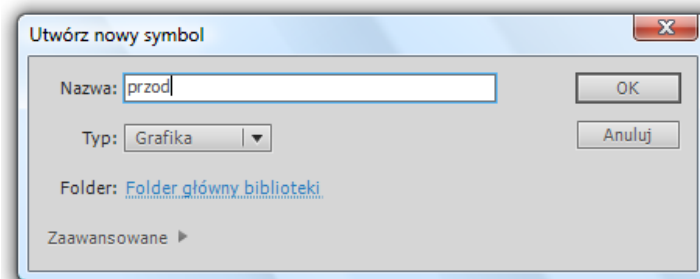 Utwórz nowy symbol
Nazwa: przod OK
Typ: Grafika Anuluj
Folder: Folder główny biblioteki
Zaawansowane